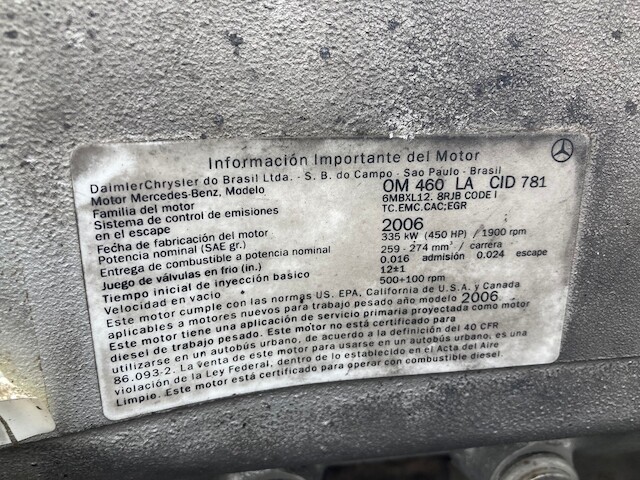 Información Importante del Motor
DaimlerChrysler do Brasil Ltda. - S. B. do Campo - Sao Paulo - Brasil
Motor Mercedes-Benz, Modelo OM 460 LA CID 781
Familia del motor 6MBXL12. 8RJB CODE I
Sistema de control de emisiones TC.EMC.CAC;EGR
en el escape
Fecha de fabricación del motor 2006
Potencia nominal (SAE gr.) 335 kW (450 HP) / 1900 rpm
Entrega de combustible a potencia nominal 259 - 274 mm³ / carrera
Juego de válvulas en frio (in.) 0.016 admisión 0.024 escape
Tiempo inicial de inyección basico 12±1
Velocidad en vacio 500+100 rpm
Este motor cumple con las normas US. EPA, California de U.S.A. y Canada
aplicables a motores nuevos para trabajo pesado año modelo 2006
Este motor tiene una aplicación de servicio primaria proyectada como motor
diesel de trabajo pesado. Este motor no está certificado para
utilizarse en un autobús urbano, de acuerdo a la definición del 40 CFR
86.093-2. La venta de este motor para usarse en un autobús urbano, es una
violación de la Ley Federal, dentro de lo establecido en el Acta del Aire
Limpio. Este motor está certificado para operar con combustible diesel.